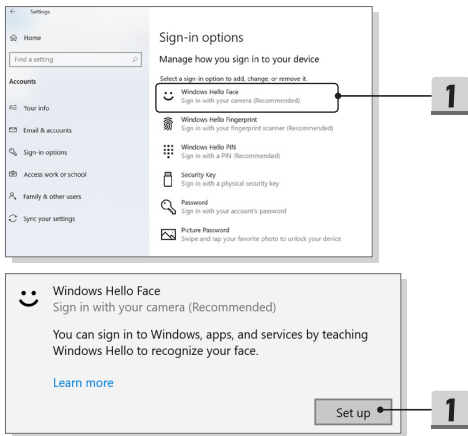 Settings
Home
Find a setting
Accounts
Your info
Email & accounts
Sign-in options
Access work or school
Family & other users
Sync your settings
Sign-in options
Manage how you sign in to your device
Select a sign-in option to add, change, or remove it.
Windows Hello Face
Sign in with your camera (Recommended)
Windows Hello Fingerprint
Sign in with your fingerprint scanner (Recommended)
Windows Hello PIN
Sign in with a PIN (Recommended)
Security Key
Sign in with a physical security key
Password
Sign in with your account's password
Picture Password
Swipe and tap your favorite photo to unlock your device
1
Windows Hello Face
Sign in with your camera (Recommended)
You can sign in to Windows, apps, and services by teaching
Windows Hello to recognize your face.
Learn more
Set up
1